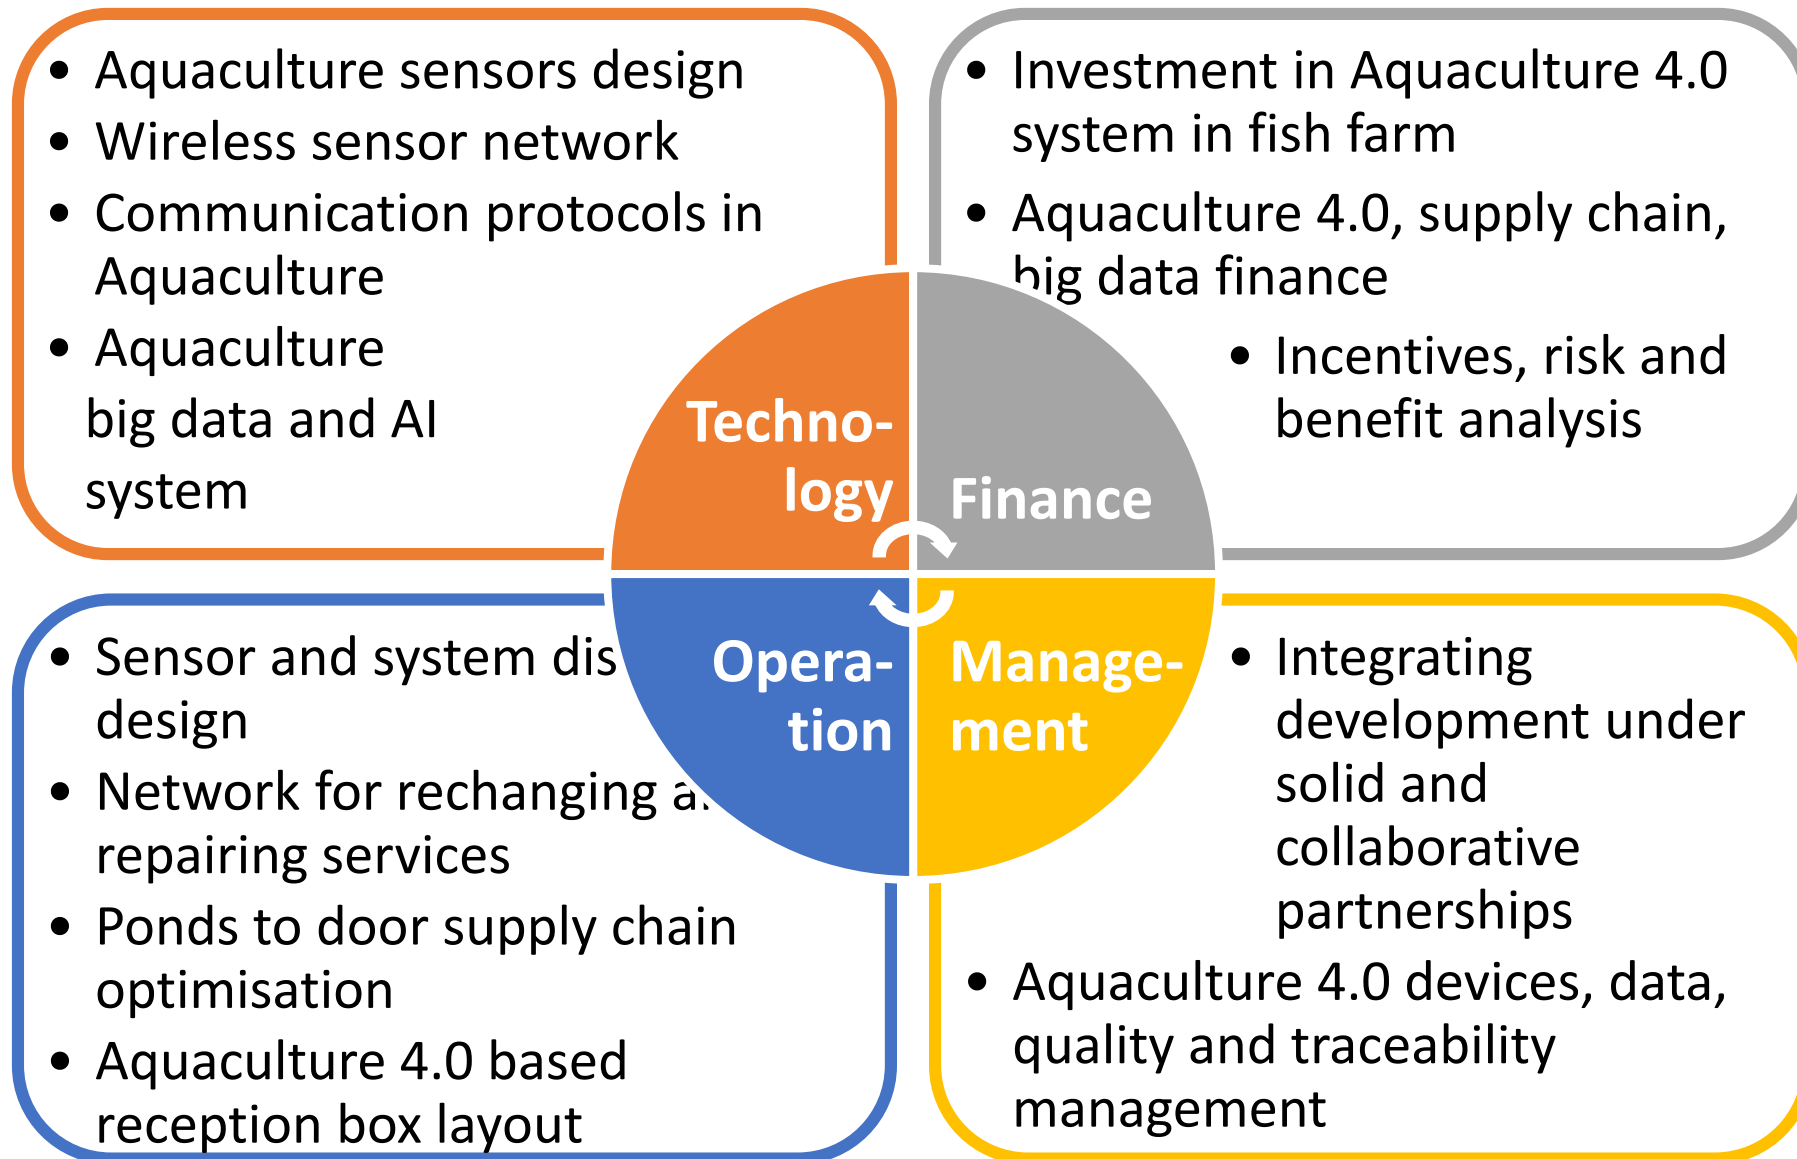 • Aquaculture sensors design
• Wireless sensor network
• Communication protocols in
Aquaculture
• Aquaculture
big data and AI
system
• Investment in Aquaculture 4.0
system in fish farm
• Aquaculture 4.0, supply chain,
big data finance
• Incentives, risk and
benefit analysis
Techno-
logy
Finance
Opera-
tion
Manage-
ment
• Sensor and system dis
design
• Network for rechanging
repairing services
• Ponds to door supply chain
optimisation
• Aquaculture 4.0 based
reception box layout
• Integrating
development under
solid and
collaborative
partnerships
• Aquaculture 4.0 devices, data,
quality and traceability
management